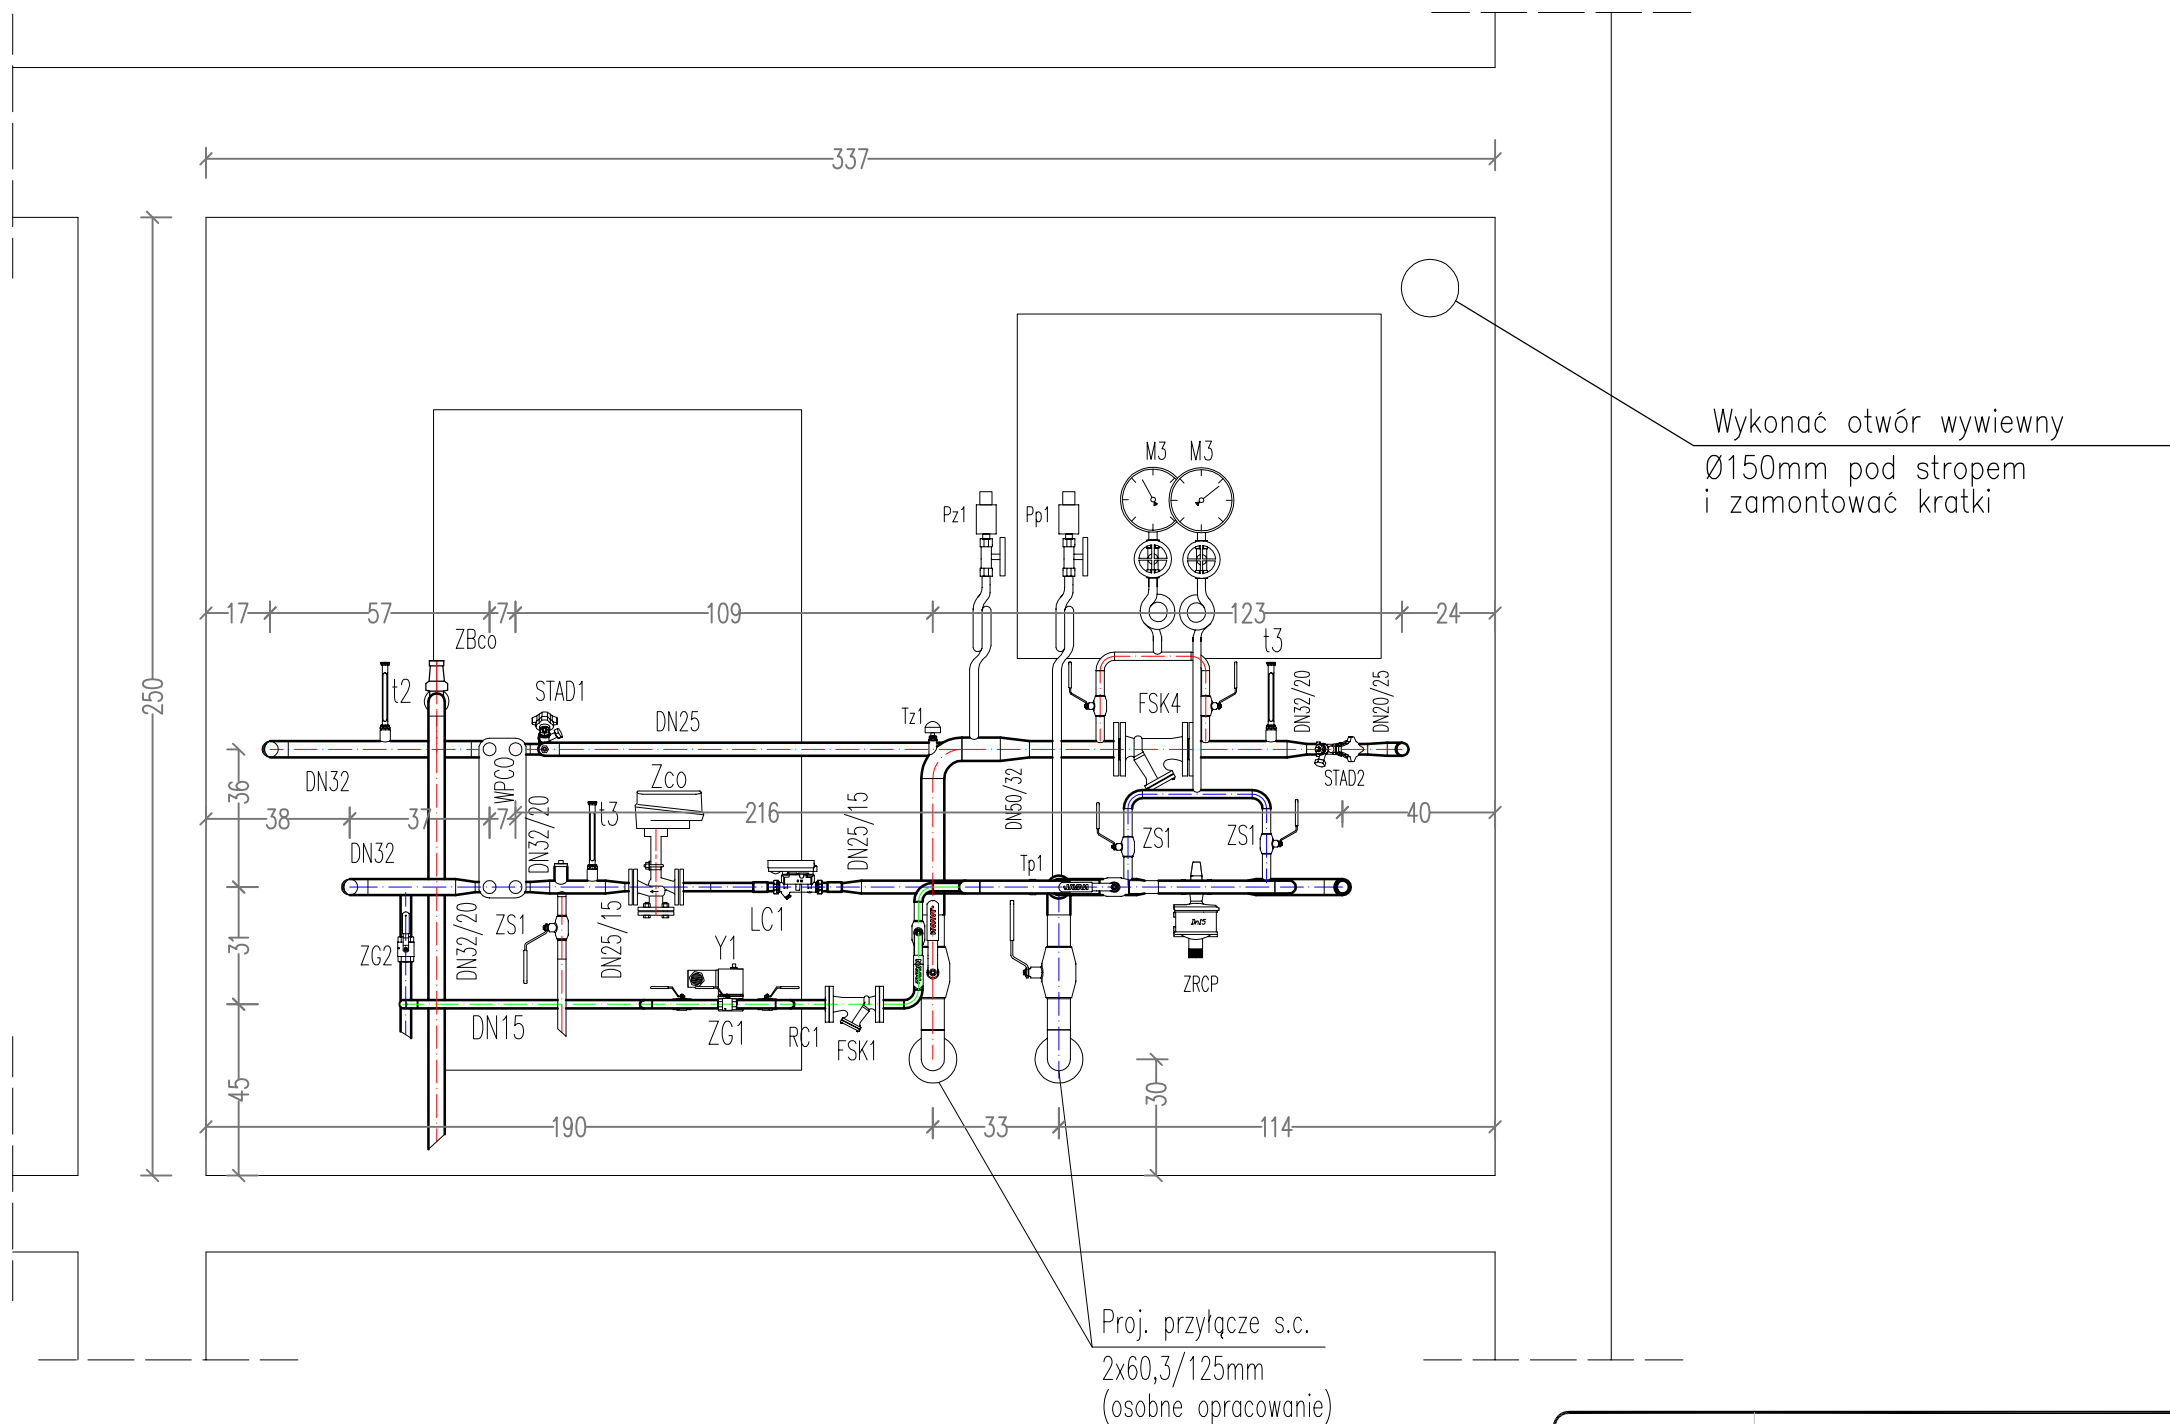 337
Wykonać otwór wywiewny
Ø150mm pod stropem
i zamontować kratki
M3 M3
Pz1
Pp1
17 57 7 109 123 24
ZBco
t3
250
t2
STAD1
DN25
Tz1
FSK4
DN32/20
DN20/25
DN32
WPCO
Zco
STAD2
36
38 37 7 216 40
DN32/20
t3
DN25/15
DN50/32
ZS1
ZS1
DN32
Tp1
LC1
31
ZG2
DN32/20
ZS1
DN25/15
Y1
Dn15
ZRCP
DN15
ZG1
RC1
FSK1
45
30
190 33 114
Proj. przyłącze s.c.
2x60,3/125mm
(osobne opracowanie)